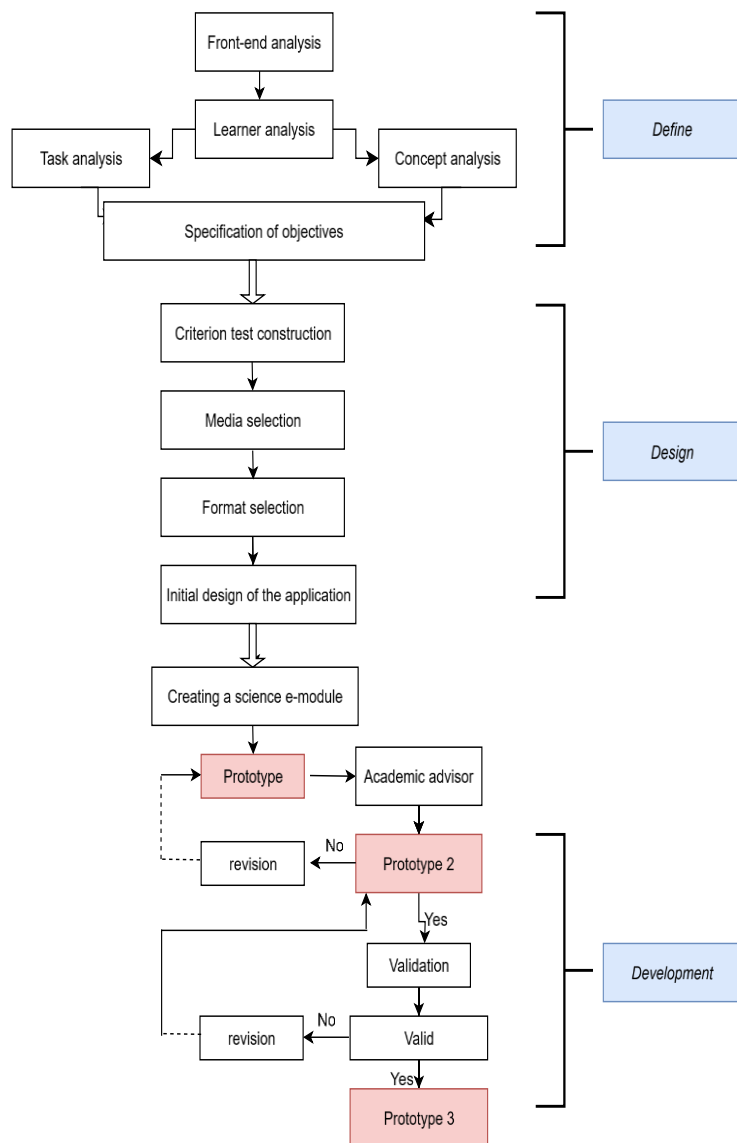 Front-end analysis
Learner analysis
Define
Task analysis
Concept analysis
Specification of objectives
Criterion test construction
Media selection
Design
Format selection
Initial design of the application
Creating a science e-module
Prototype
Academic advisor
No
revision
Prototype 2
Yes
Validation
Development
No
revision
Valid
Yes
Prototype 3